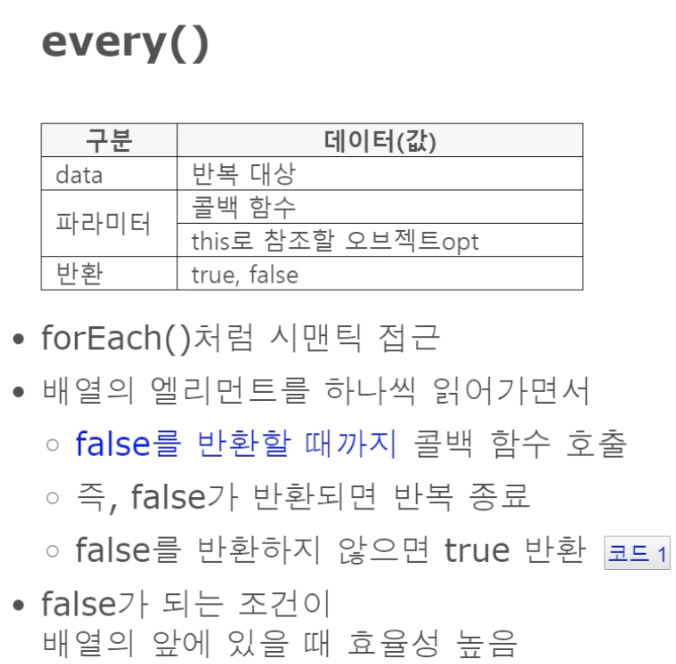 every()
구분 데이터(값)
data 반복 대상
파라미터 콜백 함수
this로 참조할 오브젝트opt
반환 true, false
• forEach()처럼 시맨틱 접근
• 배열의 엘리먼트를 하나씩 읽어가면서
○ false를 반환할 때까지 콜백 함수 호출
○ 즉, false가 반환되면 반복 종료
○ false를 반환하지 않으면 true 반환 코드 1
• false가 되는 조건이
배열의 앞에 있을 때 효율성 높음